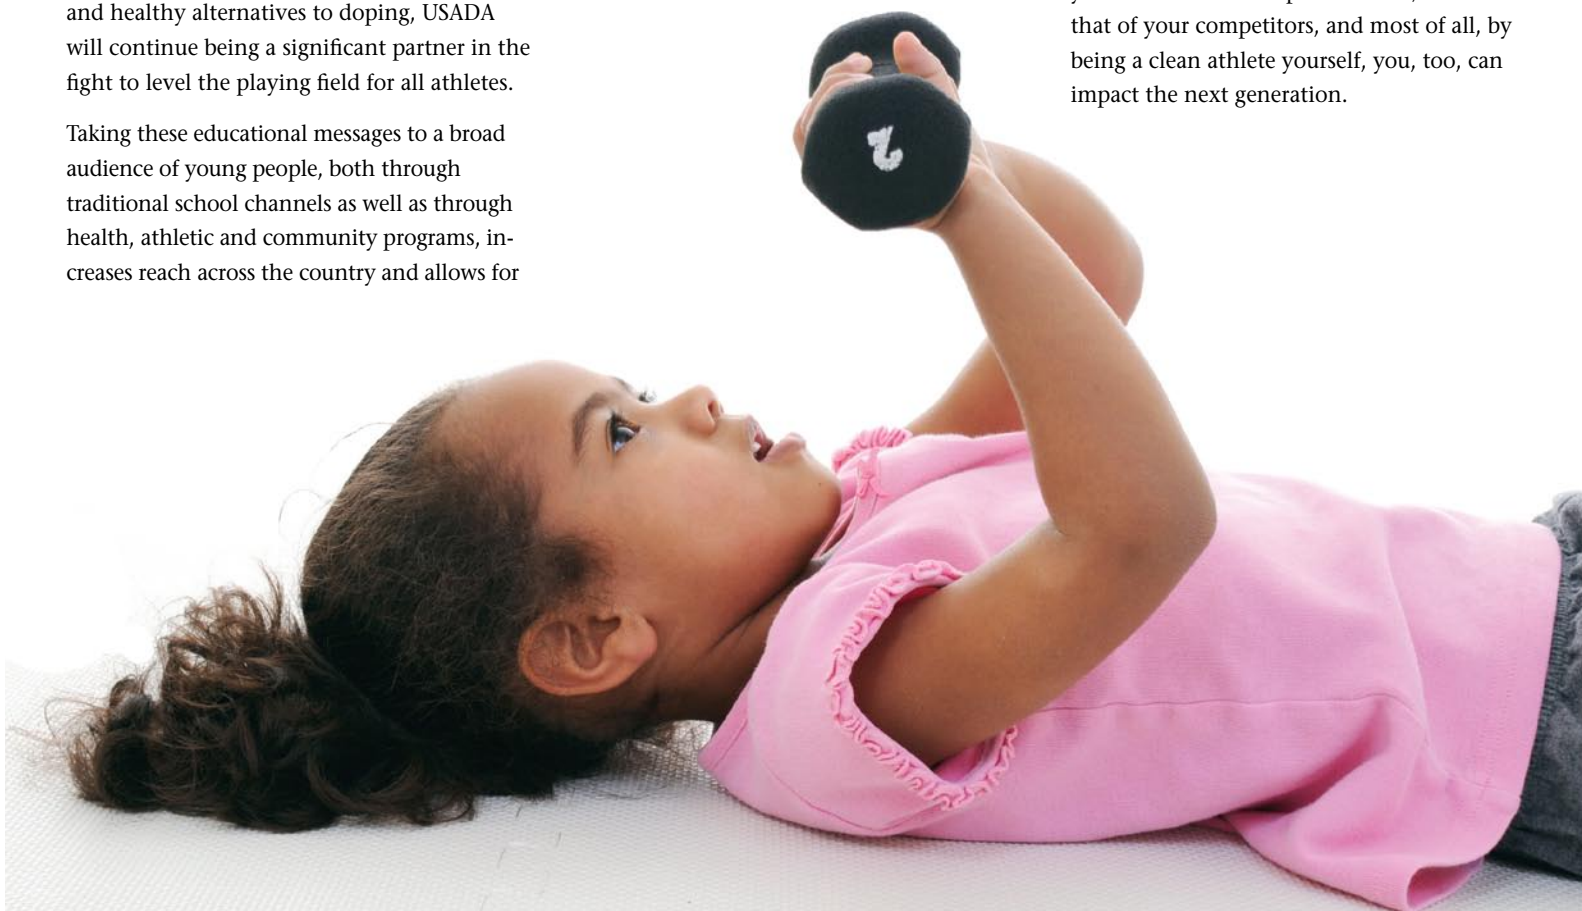 and healthy alternatives to doping, USADA
will continue being a significant partner in the
fight to level the playing field for all athletes.
Taking these educational messages to a broad
audience of young people, both through
traditional school channels as well as through
health, athletic and community programs, in-
creases reach across the country and allows for
that of your competitors, and most of all, by
being a clean athlete yourself, you, too, can
impact the next generation.
2